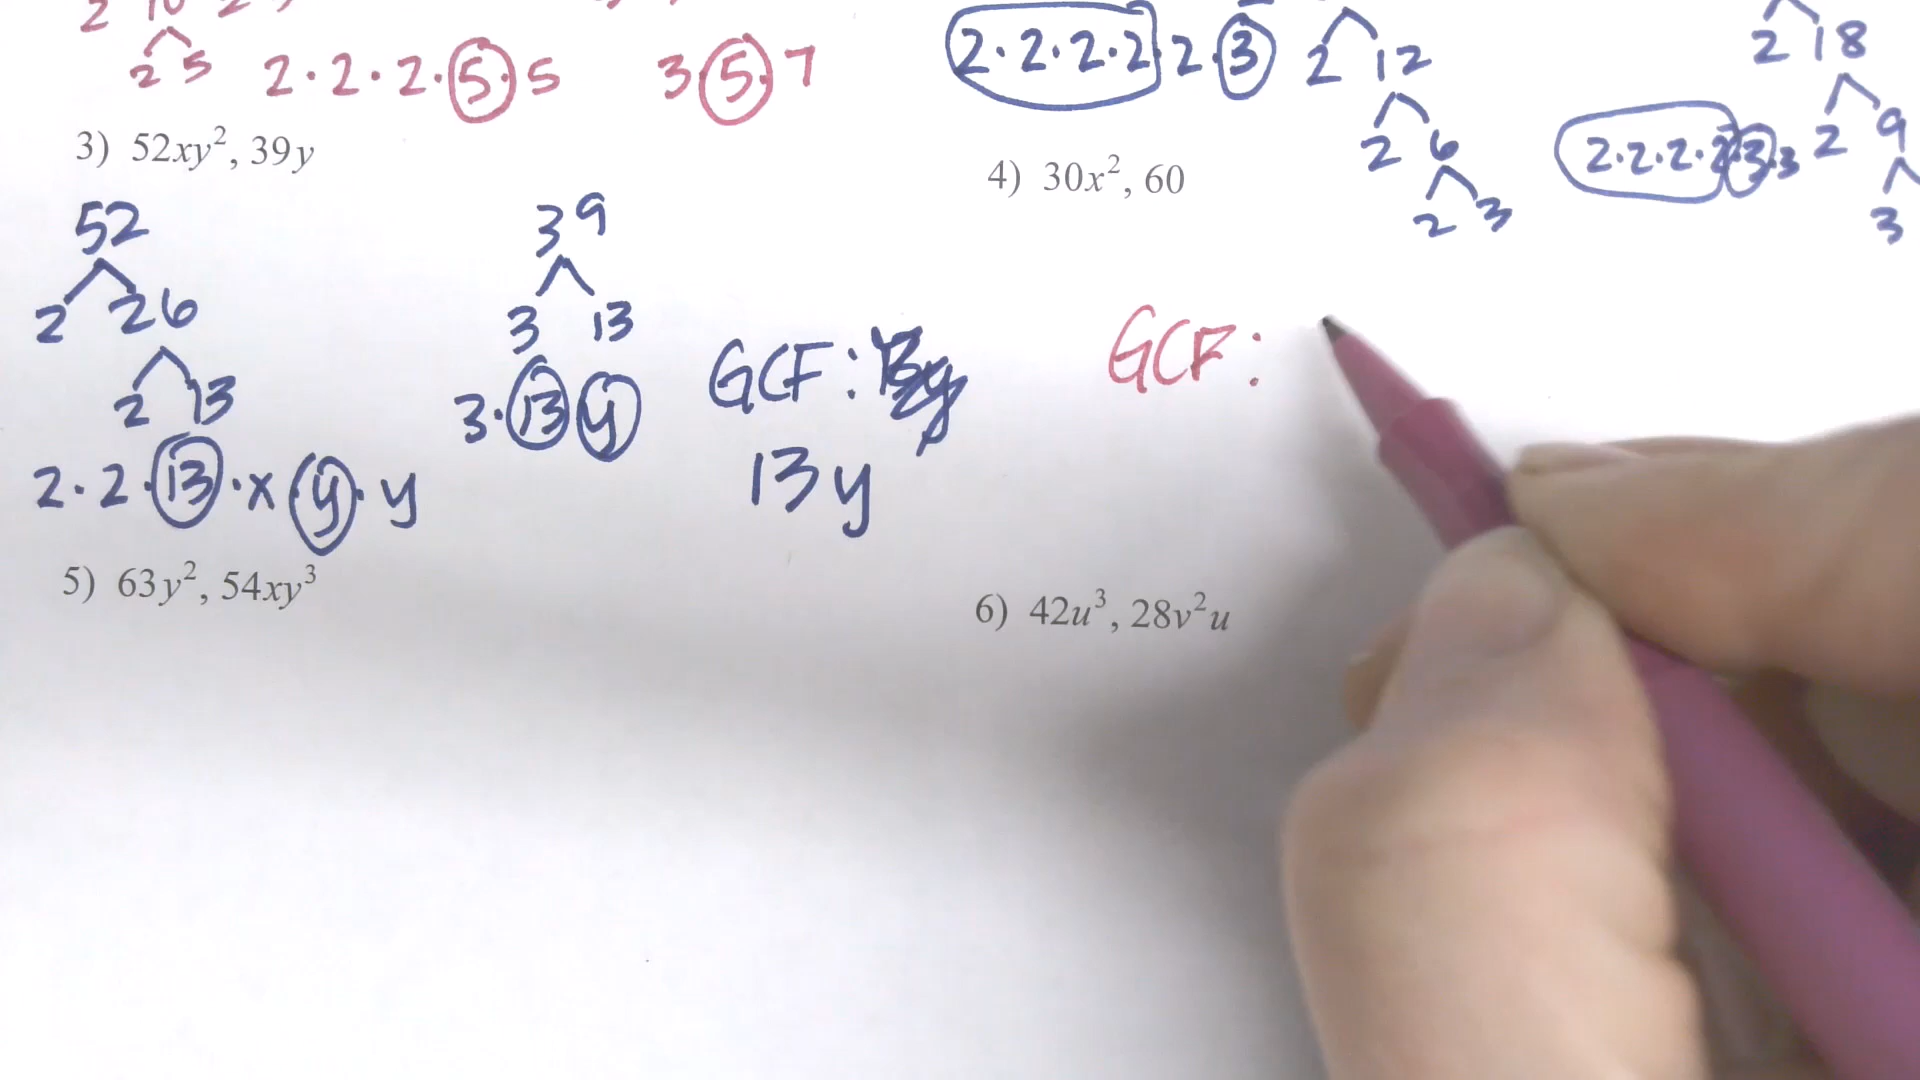 2 5
2·2·2·5·5
3·5·7
2·2·2·2·2·3
2 12
2 6
2 3
2 18
2 9
3
2·2·2·2·3·3
3) 52xy², 39y
52
2 26
2 13
2·2·13·x·y·y
39
3 13
3·13·y
GCF:
13y
4) 30x², 60
GCF:
5) 63y², 54xy³
6) 42u³, 28v²u